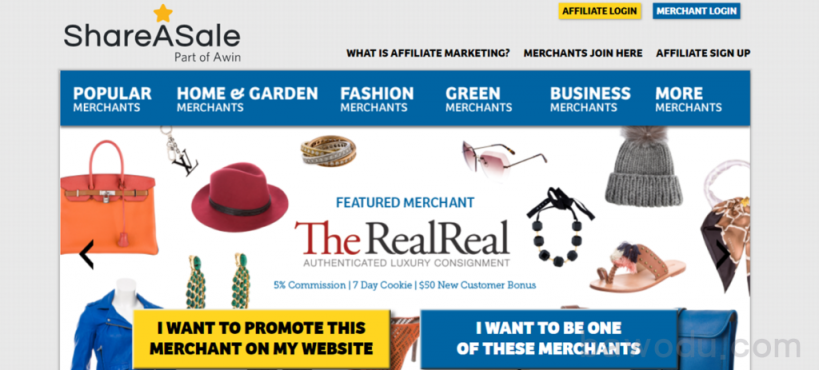 AFFILIATE LOGIN
MERCHANT LOGIN
ShareASale
Part of Awin
WHAT IS AFFILIATE MARKETING?
MERCHANTS JOIN HERE
AFFILIATE SIGN UP
POPULAR
MERCHANTS
HOME & GARDEN
MERCHANTS
FASHION
MERCHANTS
GREEN
MERCHANTS
BUSINESS
MERCHANTS
MORE
MERCHANTS
FEATURED MERCHANT
The RealReal
AUTHENTICATED LUXURY CONSIGNMENT
5% Commission | 7 Day Cookie | $50 New Customer Bonus
I WANT TO PROMOTE THIS
MERCHANT ON MY WEBSITE
I WANT TO BE ONE
OF THESE MERCHANTS